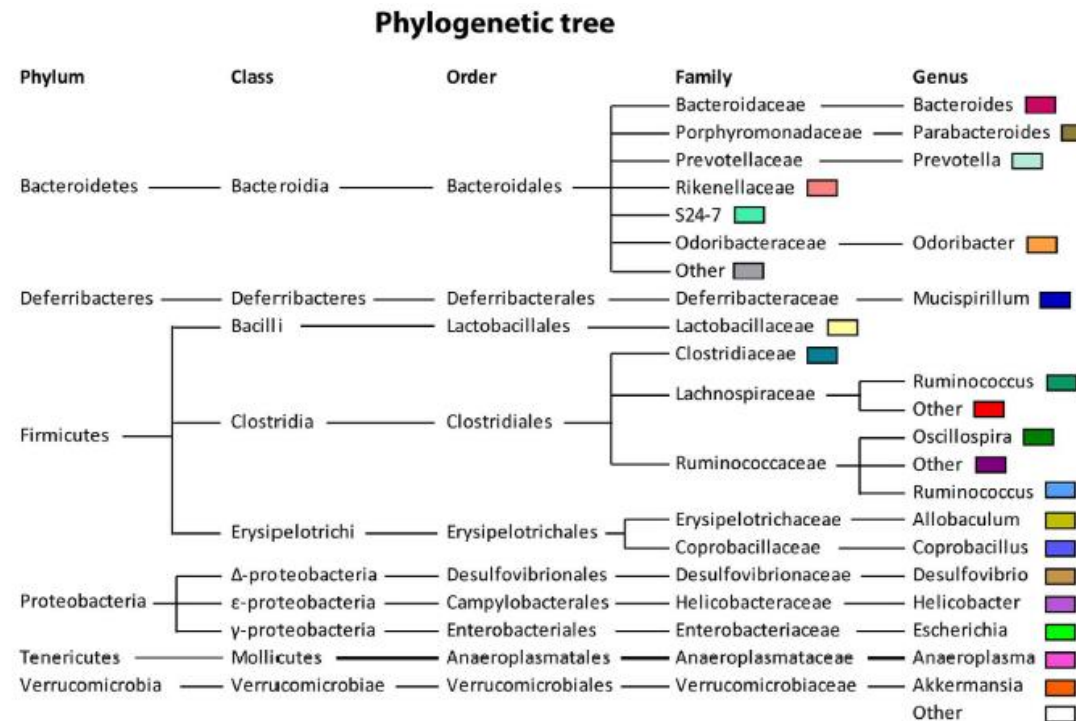 Phylogenetic tree
Phylum Class Order Family Genus
Bacteroidaceae Bacteroides
Porphyromonadaceae Parabacteroides
Prevotellaceae Prevotella
Bacteroidetes Bacteroidia Bacteroidales Rikenellaceae
S24-7
Odoribacteraceae Odoribacter
Other
Deferribacteres Deferribacteres Deferribacterales Deferribacteraceae Mucispirillum
Bacilli Lactobacillales Lactobacillaceae
Clostridiaceae
Ruminococcus
Lachnospiraceae
Other
Clostridia Clostridiales
Firmicutes
Oscillospira
Ruminococcaceae Other
Ruminococcus
Erysipelotrichaceae Allobaculum
Erysipelotrichi Erysipelotrichales
Coprobacillaceae Coprobacillus
Δ-proteobacteria Desulfovibrionales Desulfovibrionaceae Desulfovibrio
Proteobacteria ε-proteobacteria Campylobacterales Helicobacteraceae Helicobacter
γ-proteobacteria Enterobacteriales Enterobacteriaceae Escherichia
Tenericutes Mollicutes Anaeroplasmatales Anaeroplasmataceae Anaeroplasma
Verrucomicrobia Verrucomicrobiae Verrucomicrobiales Verrucomicrobiaceae Akkermansia
Other